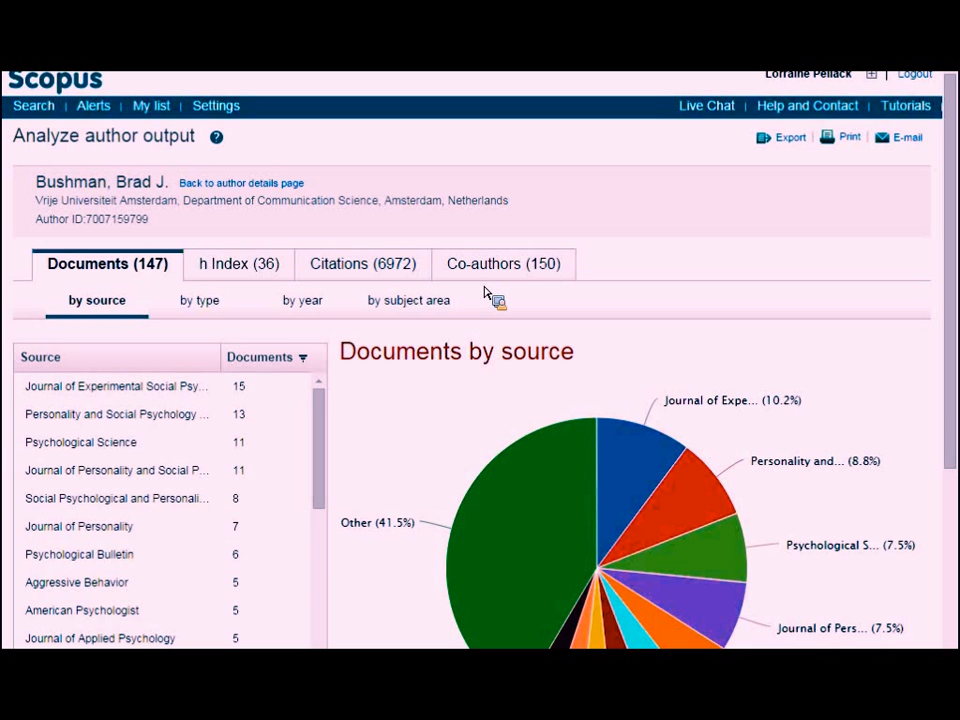 Scopus
Lorraine Pellack | Logout
Search | Alerts | My list | Settings
Live Chat | Help and Contact | Tutorials
Analyze author output ?
Export | Print | E-mail
Bushman, Brad J. Back to author details page
Vrije Universiteit Amsterdam, Department of Communication Science, Amsterdam, Netherlands
Author ID:7007159799
Documents (147) h Index (36) Citations (6972) Co-authors (150)
by source by type by year by subject area
Source Documents
Journal of Experimental Social Psy... 15
Personality and Social Psychology ... 13
Psychological Science 11
Journal of Personality and Social P... 11
Social Psychological and Personali... 8
Journal of Personality 7
Psychological Bulletin 6
Aggressive Behavior 5
American Psychologist 5
Journal of Applied Psychology 5
Documents by source
Journal of Expe... (10.2%)
Personality and... (8.8%)
Other (41.5%)
Psychological S... (7.5%)
Journal of Pers... (7.5%)